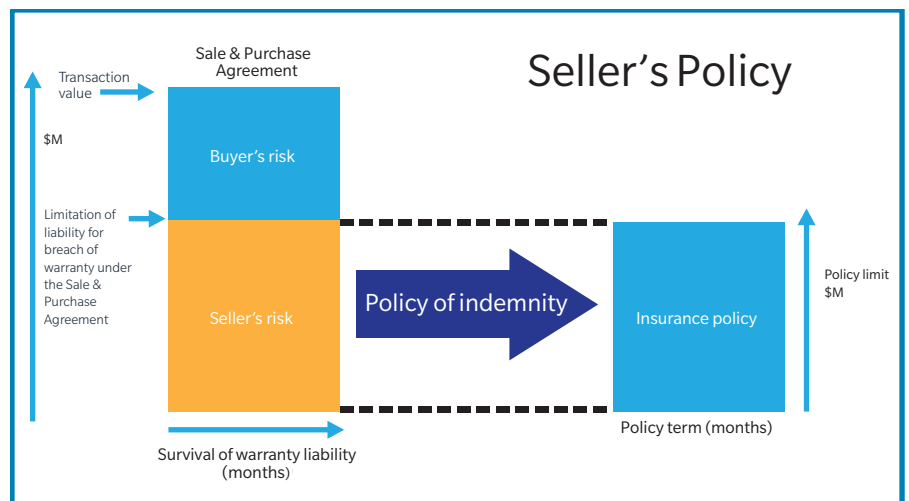 Seller's Policy
Sale & Purchase
Agreement
Transaction
value
$M
Buyer's risk
Limitation of
liability for
breach of
warranty under
the Sale &
Purchase
Agreement
Seller's risk
Policy of indemnity
Insurance policy
Policy limit
$M
Survival of warranty liability
(months)
Policy term (months)